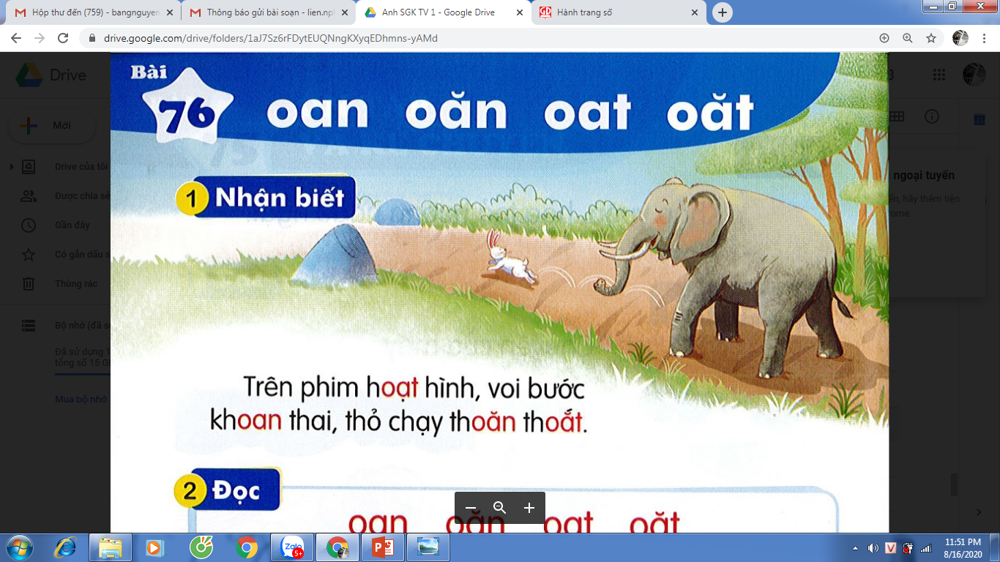 Hộp thư đến (759) - bangnguyen
Thông báo gửi bài soạn - lien.npl
Anh SGK TV 1 - Google Drive
Hành trang số
drive.google.com/drive/folders/1aJ7Sz6rFDytEUQNngKXyqEDhmns-yAMd
Drive
Mới
Drive của tôi
Được chia sẻ
Gần đây
Có gắn dấu s
Thùng rác
Bộ nhớ (đã s
Đã sử dụng 1
tổng số 15 G
Mua bộ nhớ
ngoại tuyến
ến, hãy thêm tiện
ome.
Bài
76 oan oăn oat oăt
1 Nhận biết
Trên phim hoạt hình, voi bước
khoan thai, thỏ chạy thoăn thoắt.
2 Đọc
oan oăn oat oăt
Zalo
5+
11:51 PM
8/16/2020